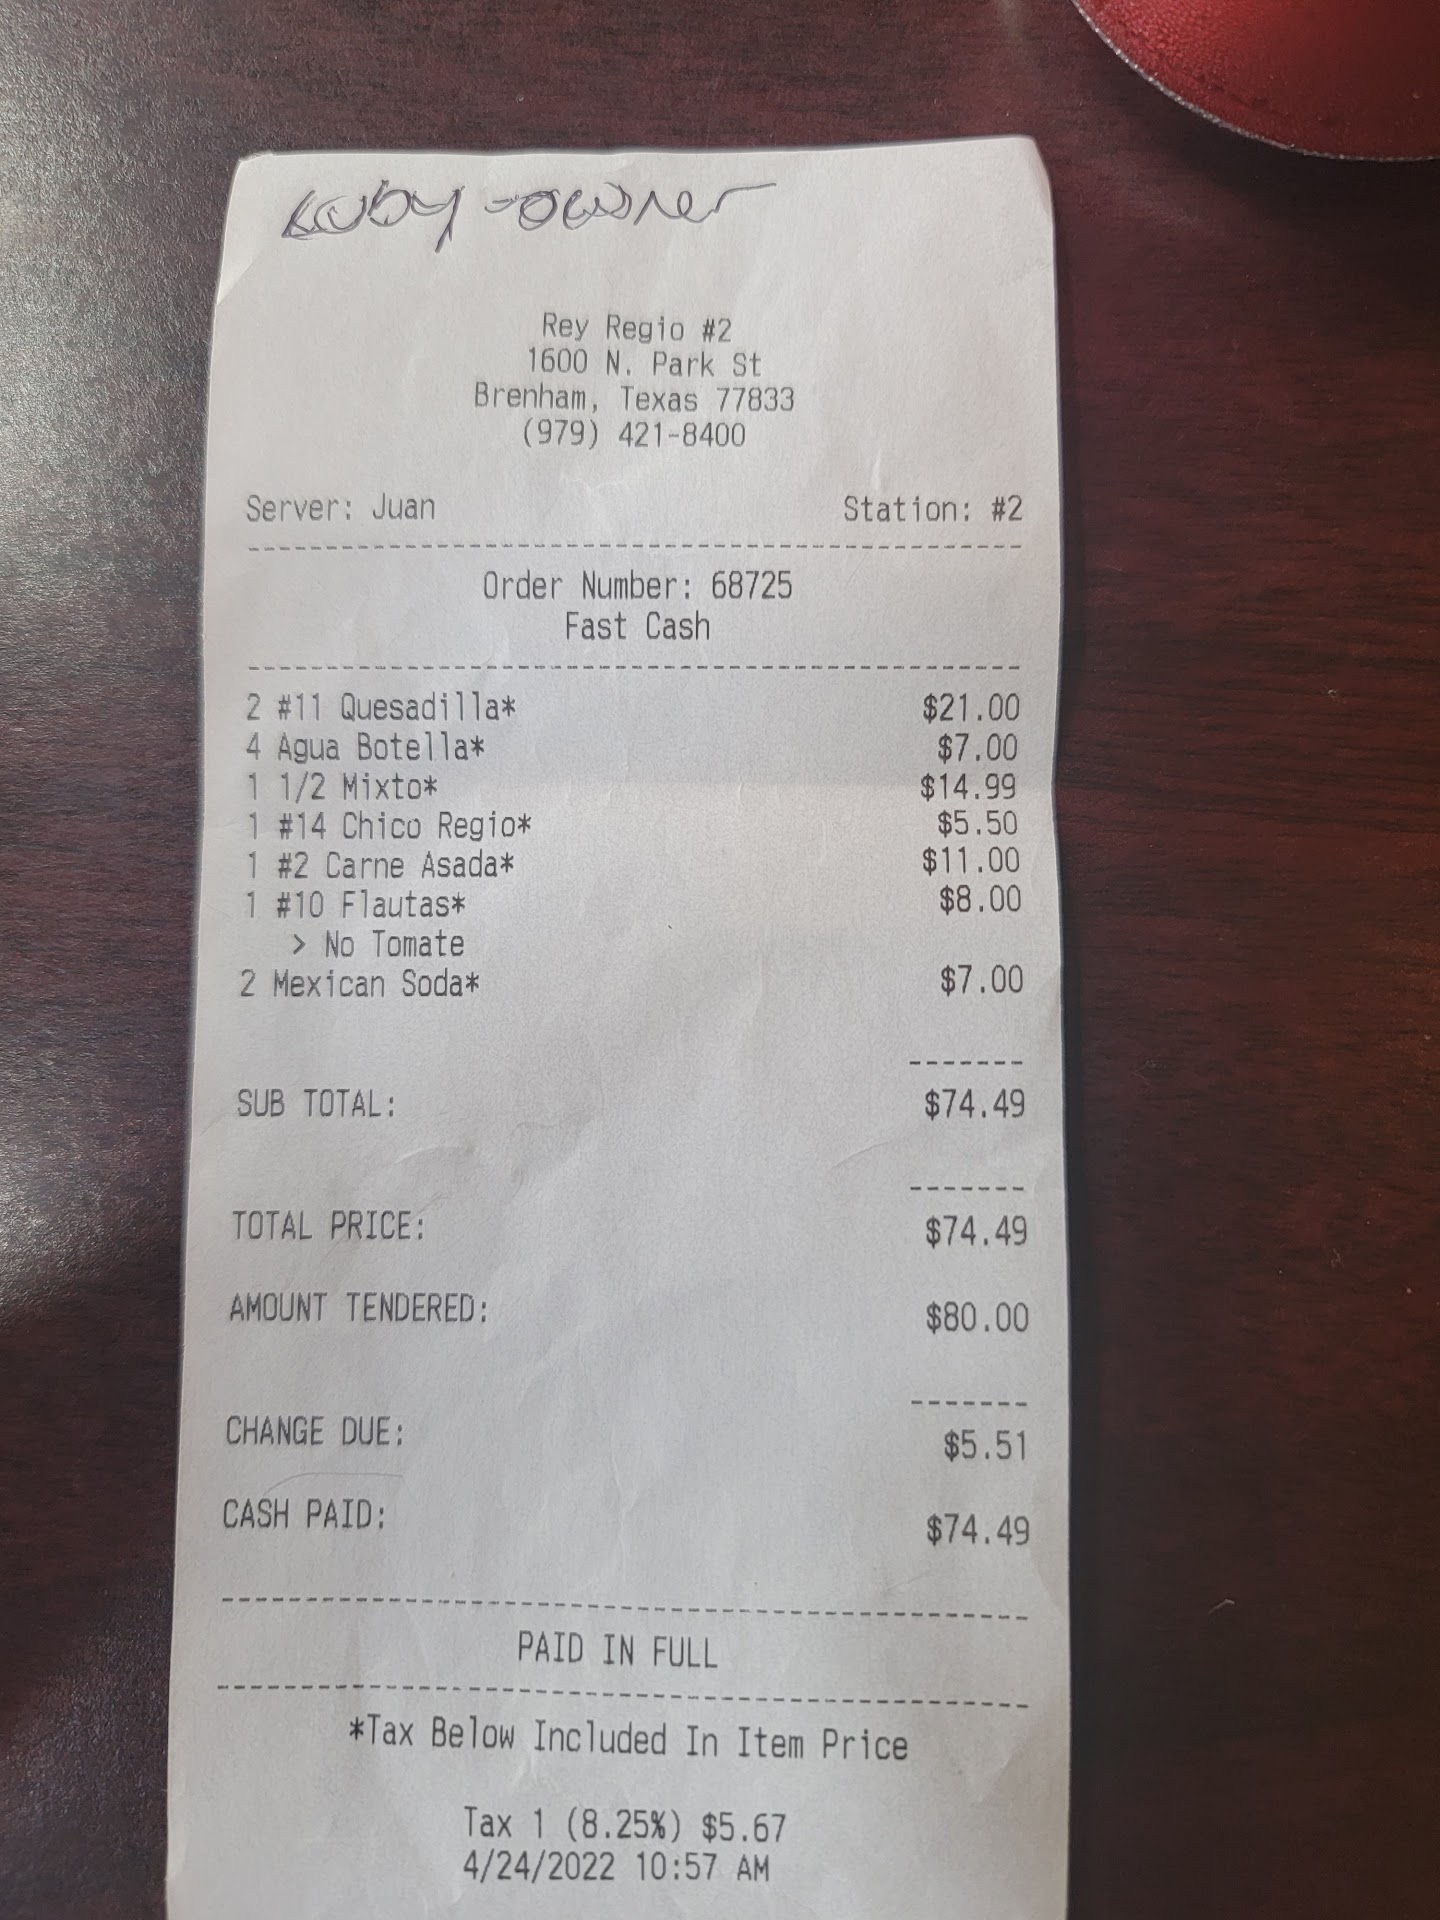 Ruby - owner
Rey Regio #2
1600 N. Park St
Brenham, Texas 77833
(979) 421-8400
Server: Juan Station: #2
Order Number: 68725
Fast Cash
2 #11 Quesadilla* $21.00
4 Agua Botella* $7.00
1 1/2 Mixto* $14.99
1 #14 Chico Regio* $5.50
1 #2 Carne Asada* $11.00
1 #10 Flautas* $8.00
> No Tomate
2 Mexican Soda* $7.00
SUB TOTAL: $74.49
TOTAL PRICE: $74.49
AMOUNT TENDERED: $80.00
CHANGE DUE: $5.51
CASH PAID: $74.49
PAID IN FULL
*Tax Below Included In Item Price
Tax 1 (8.25%) $5.67
4/24/2022 10:57 AM